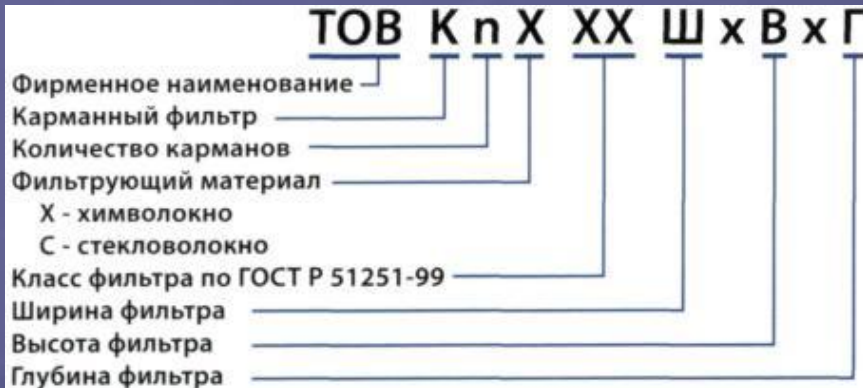 ТОВ К п Х ХХ Ш х В х Г
Фирменное наименование
Карманный фильтр
Количество карманов
Фильтрующий материал
Х - химволокно
С - стекловолокно
Класс фильтра по ГОСТ Р 51251-99
Ширина фильтра
Высота фильтра
Глубина фильтра